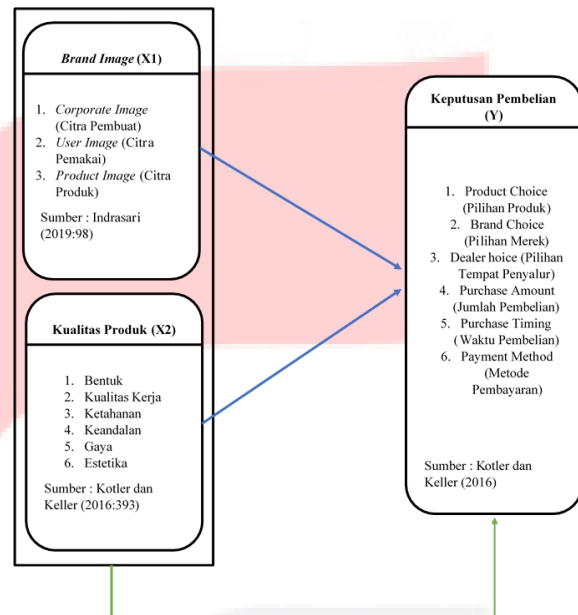 Brand Image (X1)
1. Corporate Image
(Citra Pembuat)
2. User Image (Citra
Pemakai)
3. Product Image (Citra
Produk)
Sumber : Indrasari
(2019:98)
Kualitas Produk (X2)
1. Bentuk
2. Kualitas Kerja
3. Ketahanan
4. Keandalan
5. Gaya
6. Estetika
Sumber : Kotler dan
Keller (2016:393)
Keputusan Pembelian
(Y)
1. Product Choice
(Pilihan Produk)
2. Brand Choice
(Pilihan Merek)
3. Dealer hoice (Pilihan
Tempat Penyalur)
4. Purchase Amount
(Jumlah Pembelian)
5. Purchase Timing
(Waktu Pembelian)
6. Payment Method
(Metode
Pembayaran)
Sumber : Kotler dan
Keller (2016)